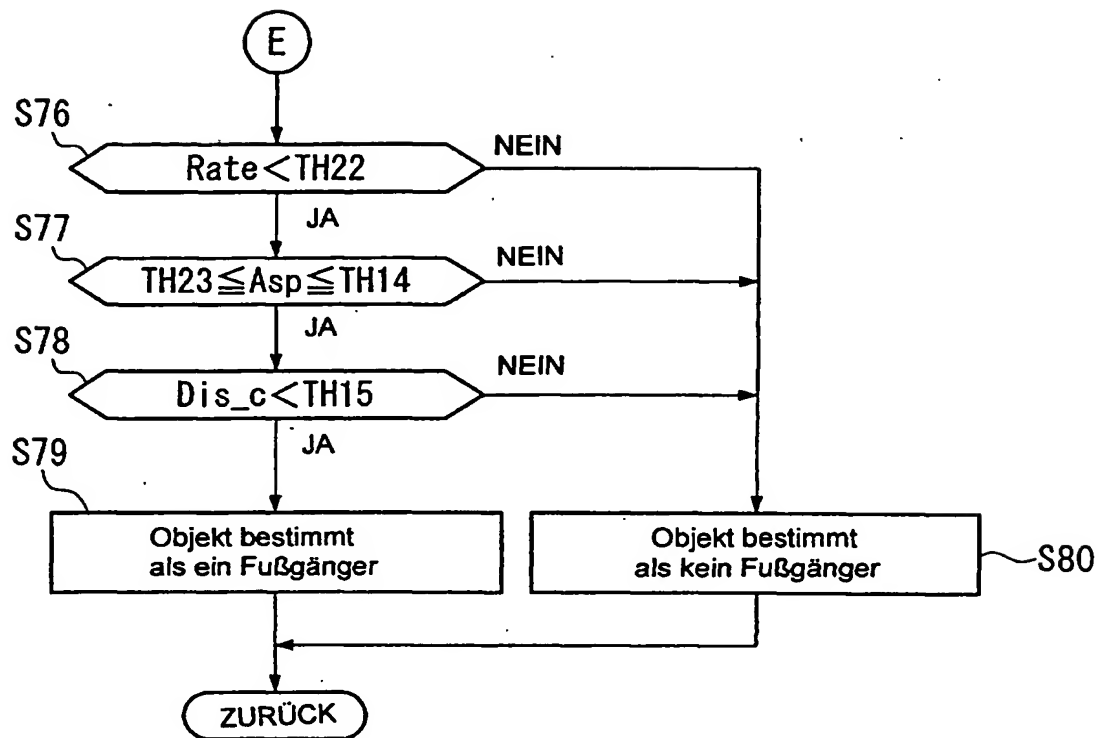 E
S76
Rate<TH22
NEIN
JA
S77
TH23≦Asp≦TH14
NEIN
JA
S78
Dis_c<TH15
NEIN
JA
S79
Objekt bestimmt
als ein Fußgänger
Objekt bestimmt
als kein Fußgänger
S80
ZURÜCK